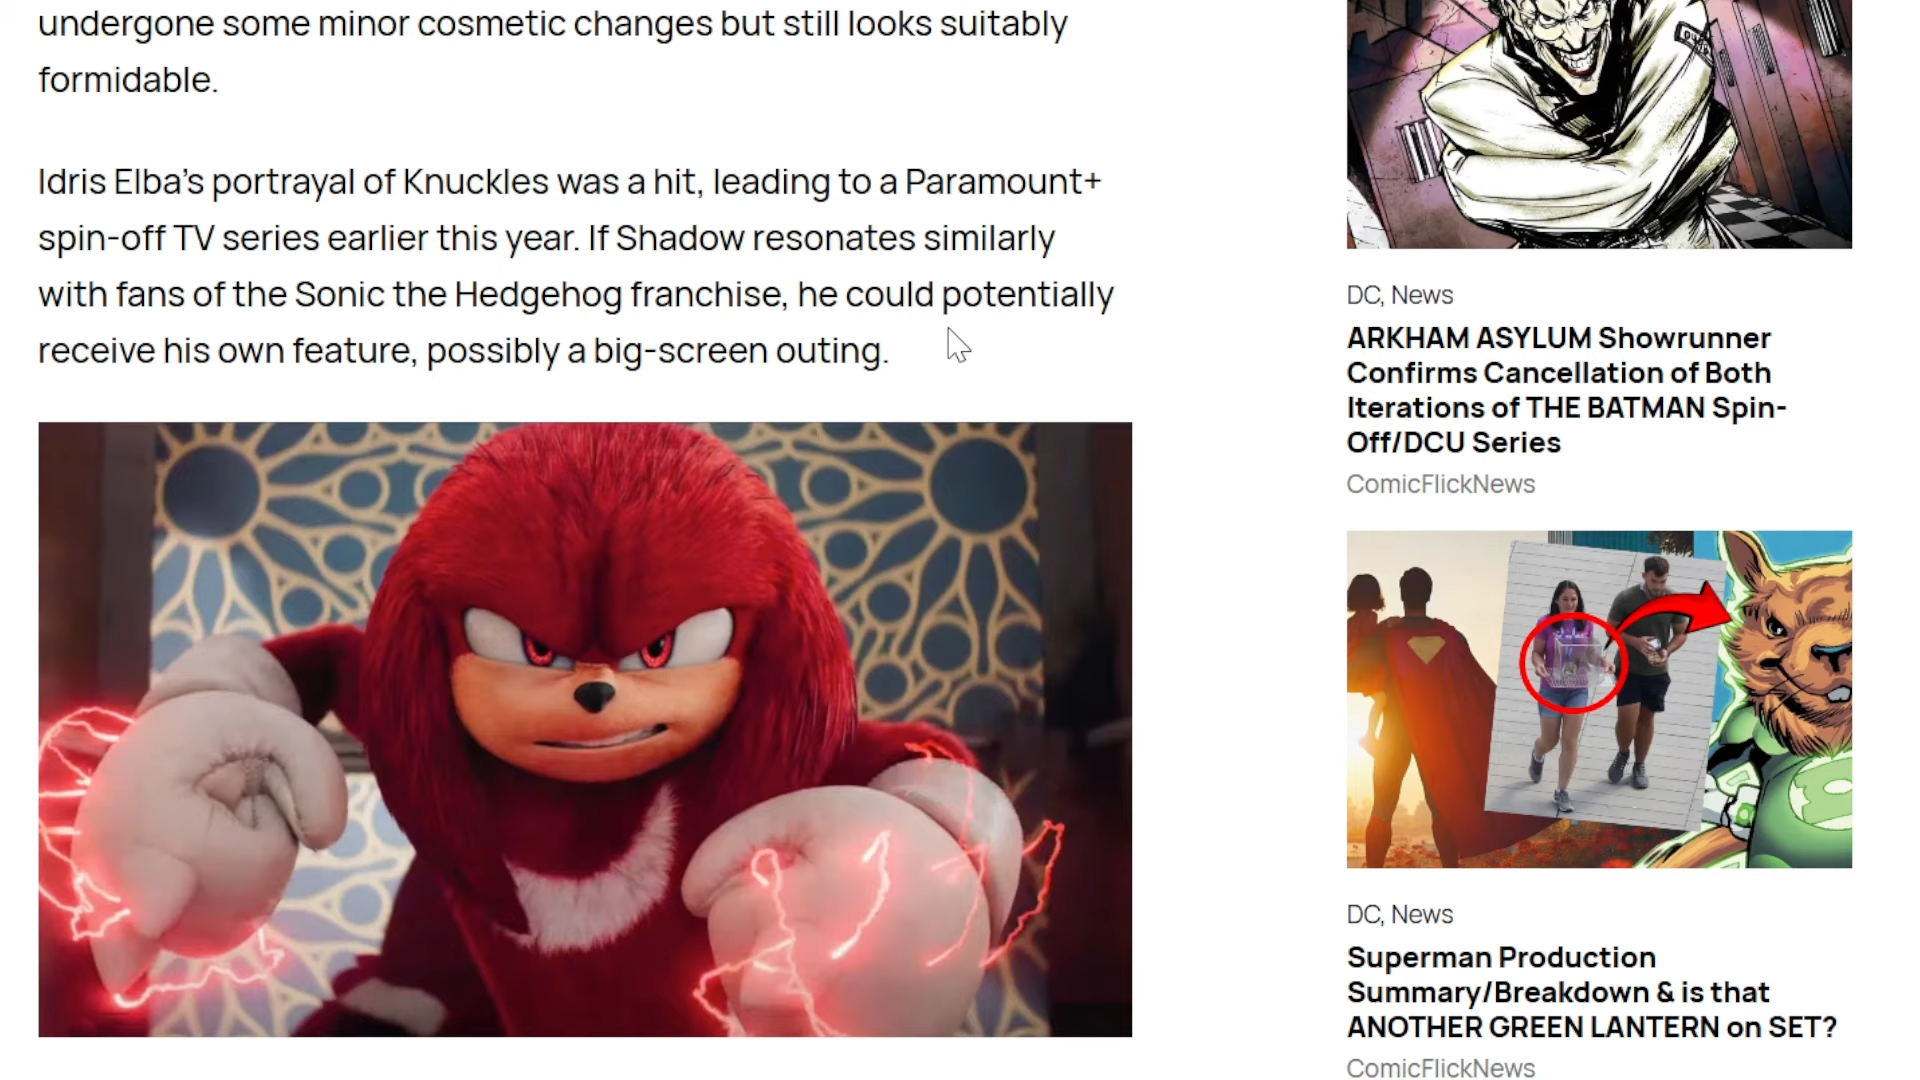 undergone some minor cosmetic changes but still looks suitably
formidable.
Idris Elba’s portrayal of Knuckles was a hit, leading to a Paramount+
spin-off TV series earlier this year. If Shadow resonates similarly
with fans of the Sonic the Hedgehog franchise, he could potentially
receive his own feature, possibly a big-screen outing.
DC, News
ARKHAM ASYLUM Showrunner
Confirms Cancellation of Both
Iterations of THE BATMAN Spin-
Off/DCU Series
ComicFlickNews
DC, News
Superman Production
Summary/Breakdown & is that
ANOTHER GREEN LANTERN on SET?
ComicFlickNews